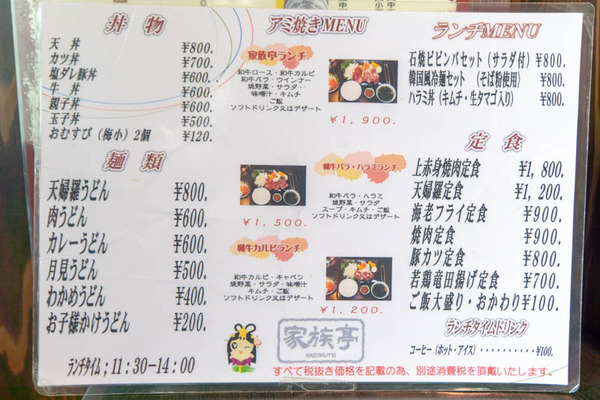 丼 物
天 丼 ¥800.
カツ丼 ¥700.
塩ダレ豚丼 ¥600.
牛 丼 ¥600.
親子丼 ¥600.
玉子丼 ¥500.
おむすび（梅小）2個 ¥120.
麺 類
天婦羅うどん ¥800.
肉うどん ¥600.
カレーうどん ¥600.
月見うどん ¥500.
わかめうどん ¥400.
お子様かけうどん ¥200.
ランチタイム；11:30-14:00
アミ焼きMENU
家族亭ランチ
和牛ロース・和牛カルビ
和牛バラ・ウインナー
焼野菜・サラダ
味噌汁・キムチ
ご飯
ソフトドリンク又はデザート
¥1,900.
和牛バラ・ハラミランチ
和牛バラ・ハラミ
焼野菜・サラダ
スープ・キムチ・ご飯
ソフトドリンク又はデザート
¥1,500.
和牛カルビランチ
和牛カルビ・キャベツ
焼野菜・サラダ・味噌汁
キムチ・ご飯
ソフトドリンク又はデザート
¥1,200.
家族亭
KAZOKUTEI
ランチMENU
石焼ビビンバセット（サラダ付）¥800.
韓国風冷麺セット （そば粉使用） ¥800.
ハラミ丼（キムチ・生タマゴ入り） ¥800.
定 食
上赤身焼肉定食 ¥1,800.
天婦羅定食 ¥1,200.
海老フライ定食 ¥900.
焼肉定食 ¥900.
豚カツ定食 ¥800.
若鶏竜田揚げ定食 ¥700.
ご飯大盛り・おかわり¥100.
ランチタイムドリンク
コーヒー（ホット・アイス）··········¥100.
すべて税抜き価格を記載の為、別途消費税を頂戴いたします。